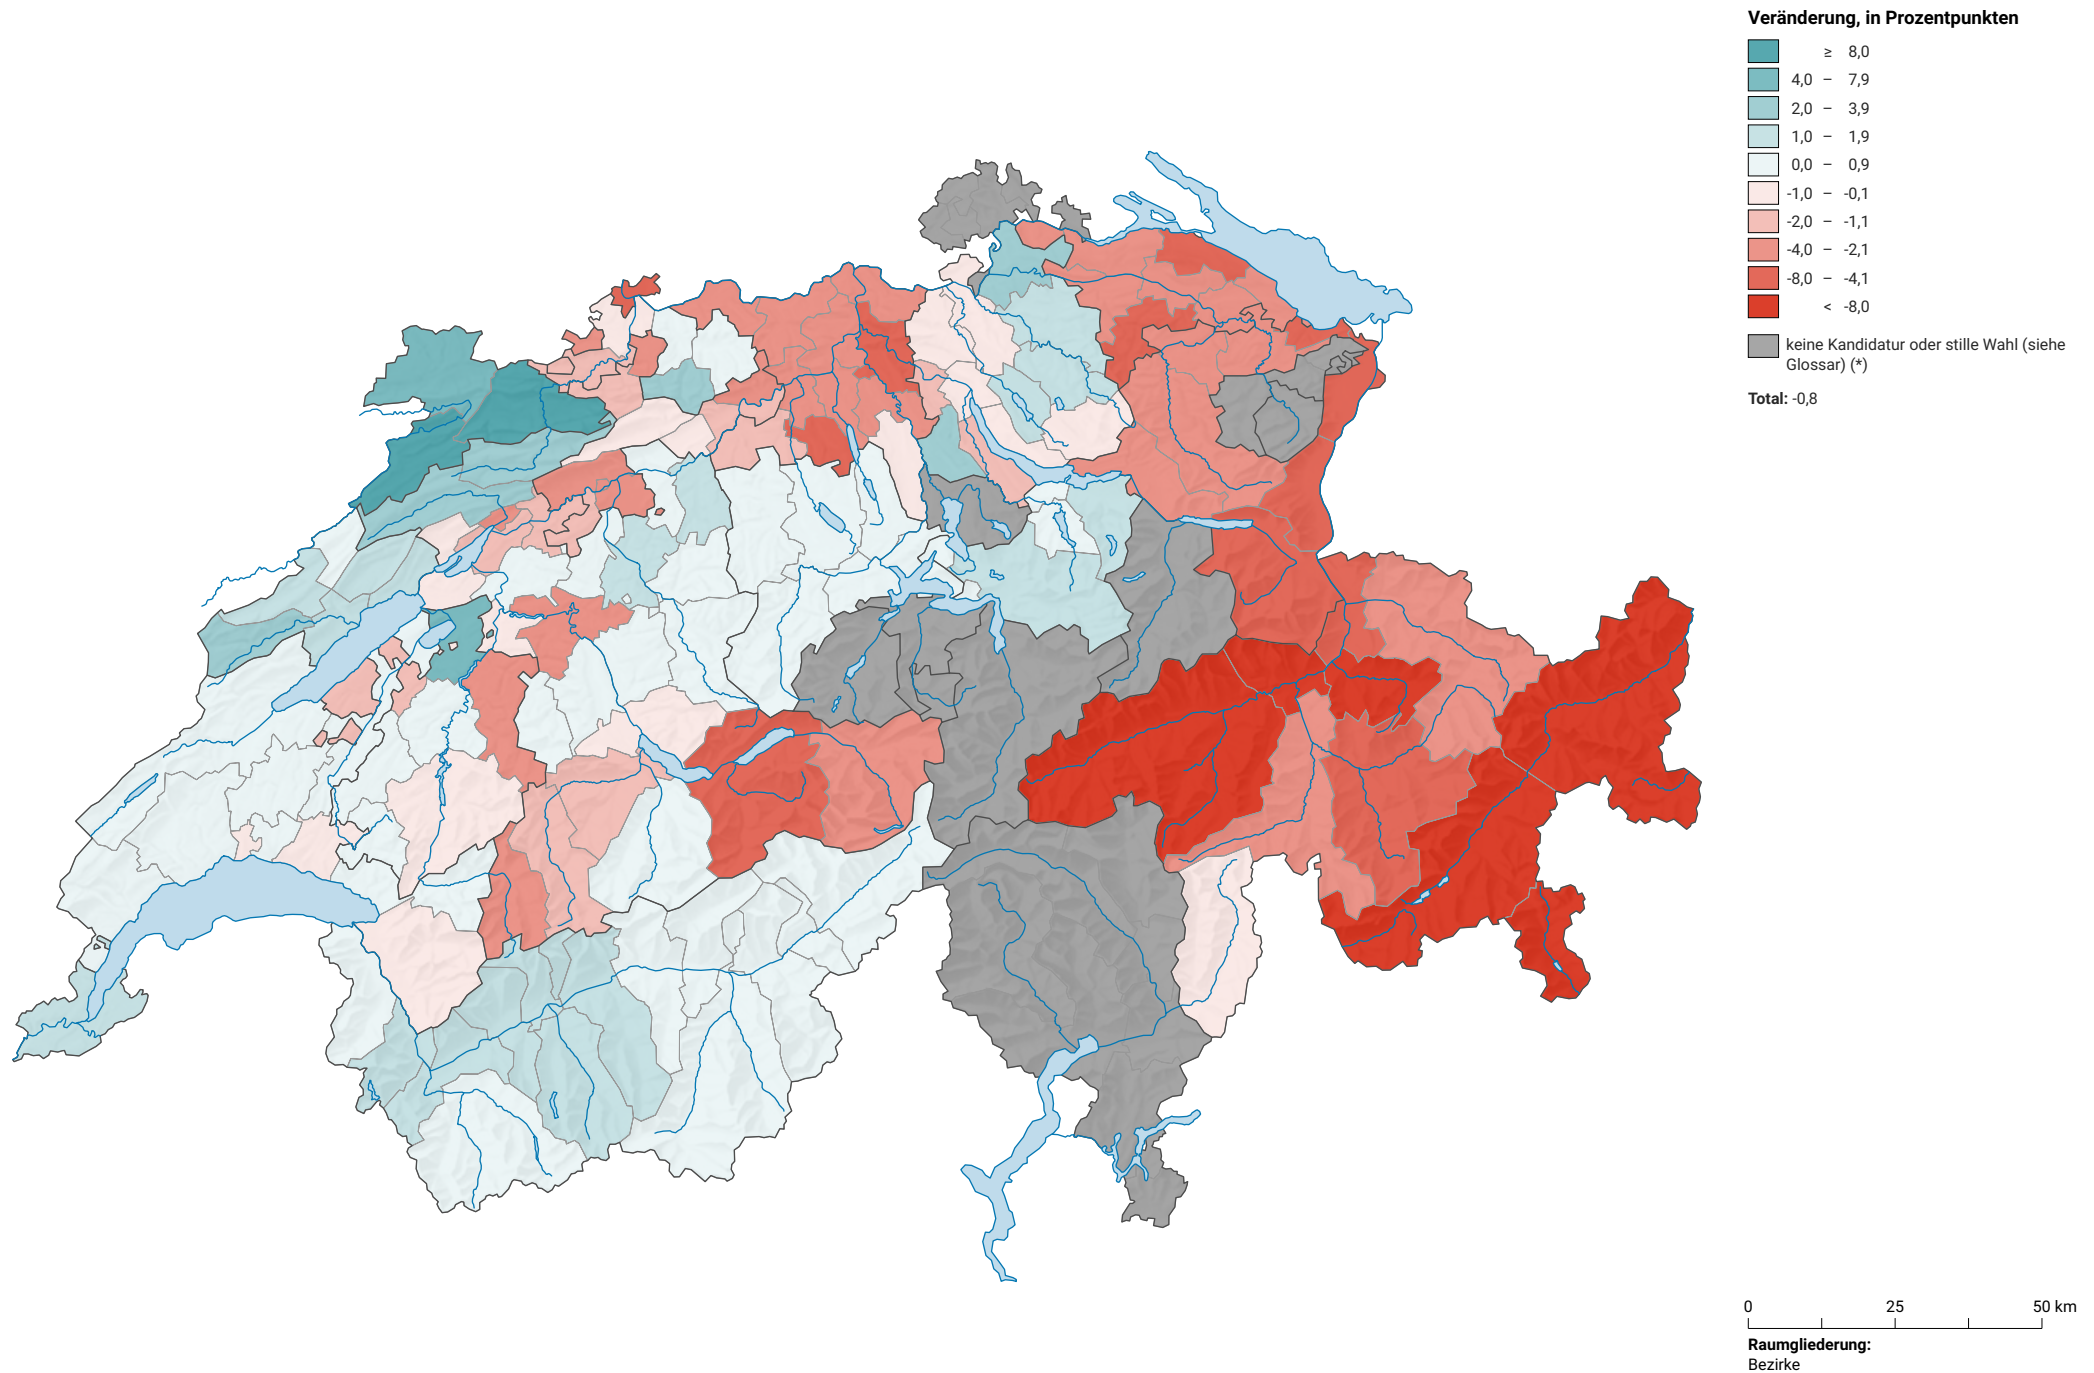 Veränderung, in Prozentpunkten
≥ 8,0
4,0 – 7,9
2,0 – 3,9
1,0 – 1,9
0,0 – 0,9
-1,0 – -0,1
-2,0 – -1,1
-4,0 – -2,1
-8,0 – -4,1
< -8,0
keine Kandidatur oder stille Wahl (siehe
Glossar) (*)
Total: -0,8
0 25 50 km
Raumgliederung:
Bezirke